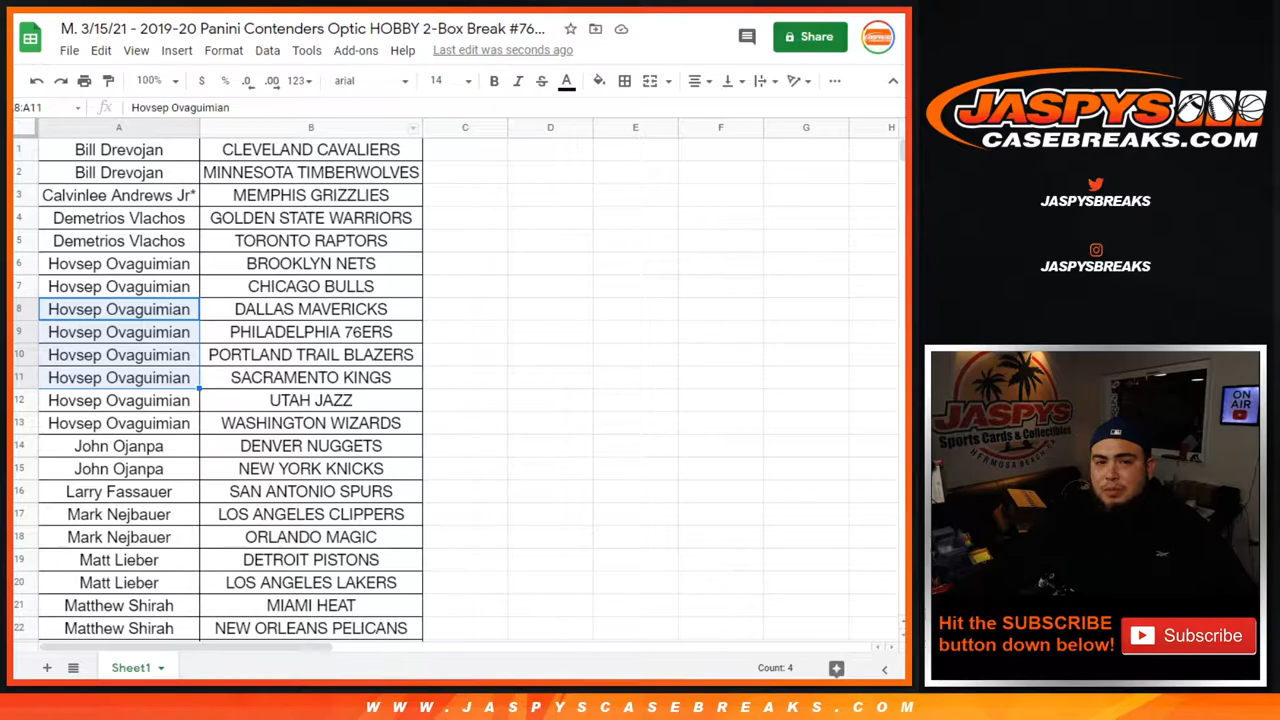 M. 3/15/21 - 2019-20 Panini Contenders Optic HOBBY 2-Box Break #76...
Share
File Edit View Insert Format Data Tools Add-ons Help Last edit was seconds ago
100% $ % .0 .00 123 arial 14 B I S A
8:A11 fx Hovsep Ovaguimian
A B C D E F G H
1 Bill Drevojan CLEVELAND CAVALIERS
2 Bill Drevojan MINNESOTA TIMBERWOLVES
3 Calvinlee Andrews Jr* MEMPHIS GRIZZLIES
4 Demetrios Vlachos GOLDEN STATE WARRIORS
5 Demetrios Vlachos TORONTO RAPTORS
6 Hovsep Ovaguimian BROOKLYN NETS
7 Hovsep Ovaguimian CHICAGO BULLS
8 Hovsep Ovaguimian DALLAS MAVERICKS
9 Hovsep Ovaguimian PHILADELPHIA 76ERS
10 Hovsep Ovaguimian PORTLAND TRAIL BLAZERS
11 Hovsep Ovaguimian SACRAMENTO KINGS
12 Hovsep Ovaguimian UTAH JAZZ
13 Hovsep Ovaguimian WASHINGTON WIZARDS
14 John Ojanpa DENVER NUGGETS
15 John Ojanpa NEW YORK KNICKS
16 Larry Fassauer SAN ANTONIO SPURS
17 Mark Nejbauer LOS ANGELES CLIPPERS
18 Mark Nejbauer ORLANDO MAGIC
19 Matt Lieber DETROIT PISTONS
20 Matt Lieber LOS ANGELES LAKERS
21 Matthew Shirah MIAMI HEAT
22 Matthew Shirah NEW ORLEANS PELICANS
Sheet1 Count: 4
JASPYS
CASEBREAKS.COM
JASPYSBREAKS
JASPYSBREAKS
JASPYS
Sports Cards & Collectibles
HERMOSA BEACH
ON
AIR
Hit the SUBSCRIBE
button down below!
Subscribe
WWW.JASPYSCASEBREAKS.COM